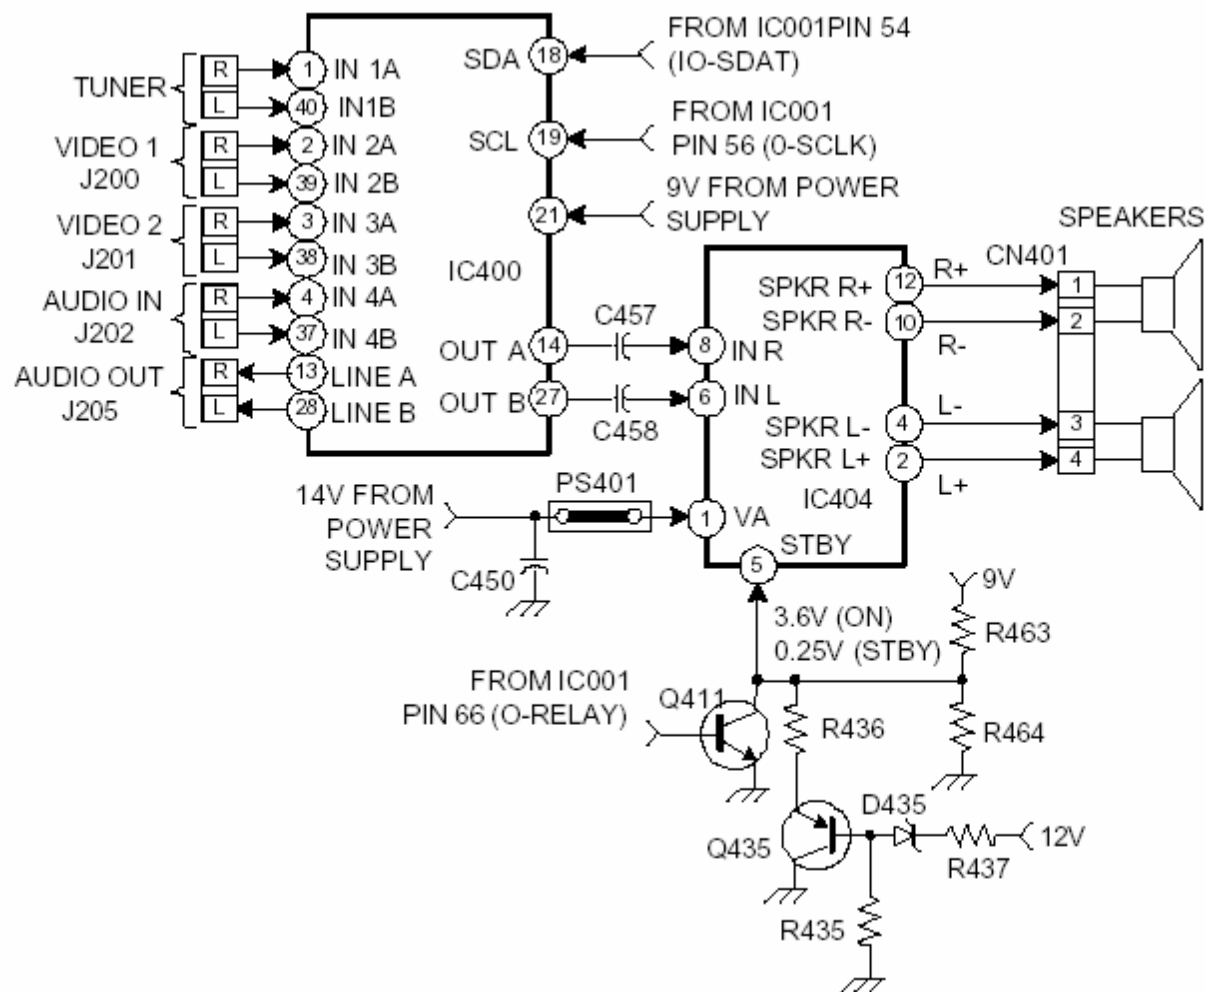 FROM IC001PIN 54
(IO-SDAT)
SDA 18
TUNER
R 1 IN 1A
L 40 IN1B
FROM IC001
PIN 56 (0-SCLK)
SCL 19
VIDEO 1
J200
R 2 IN 2A
L 39 IN 2B
9V FROM POWER
SUPPLY
21
VIDEO 2
J201
R 3 IN 3A
L 38 IN 3B
IC400
AUDIO IN
J202
R 4 IN 4A
L 37 IN 4B
AUDIO OUT
J205
R 13 LINE A
L 28 LINE B
OUT A 14
OUT B 27
C457
C458
8 IN R
6 IN L
SPEAKERS
CN401
SPKR R+ 12 R+ 1
SPKR R- 10 R- 2
SPKR L- 4 L- 3
SPKR L+ 2 L+ 4
IC404
14V FROM
POWER
SUPPLY
PS401
C450
1 VA
STBY
5
3.6V (ON)
0.25V (STBY)
9V
R463
FROM IC001
PIN 66 (O-RELAY)
Q411
R436
R464
D435
Q435
12V
R437
R435